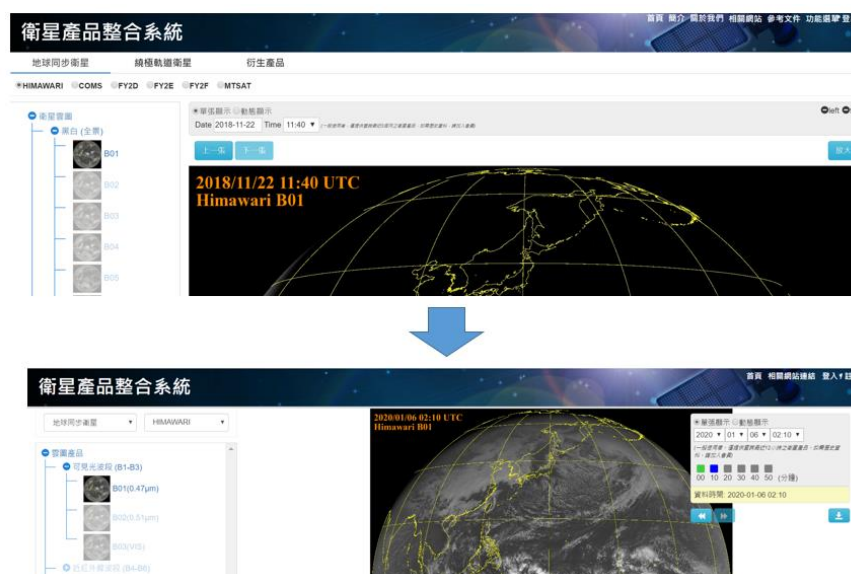 首頁 簡介 關於我們 相關網站 參考文件 功能選單
衛星產品整合系統
地球同步衛星 繞極軌道衛星 衍生產品
HIMAWARI COMS FY2D FY2E FY2F MTSAT
衛星雲圖
黑白 (全景)
B01
B02
B03
B04
B05
單張顯示 動態顯示
Date 2018-11-22 Time 11:40
left
上一張 下一張 放大
2018/11/22 11:40 UTC
Himawari B01
首頁 相關網站連結 登入
衛星產品整合系統
地球同步衛星 HIMAWARI
雲圖產品
可見光波段 (B1-B3)
B01(0.47μm)
B02(0.51μm)
B03(VIS)
近紅外線波段 (B4-B6)
2020/01/06 02:10 UTC
Himawari B01
單張顯示 動態顯示
2020 01 06 02:10
00 10 20 30 40 50 (分鐘)
資料時間: 2020-01-06 02:10